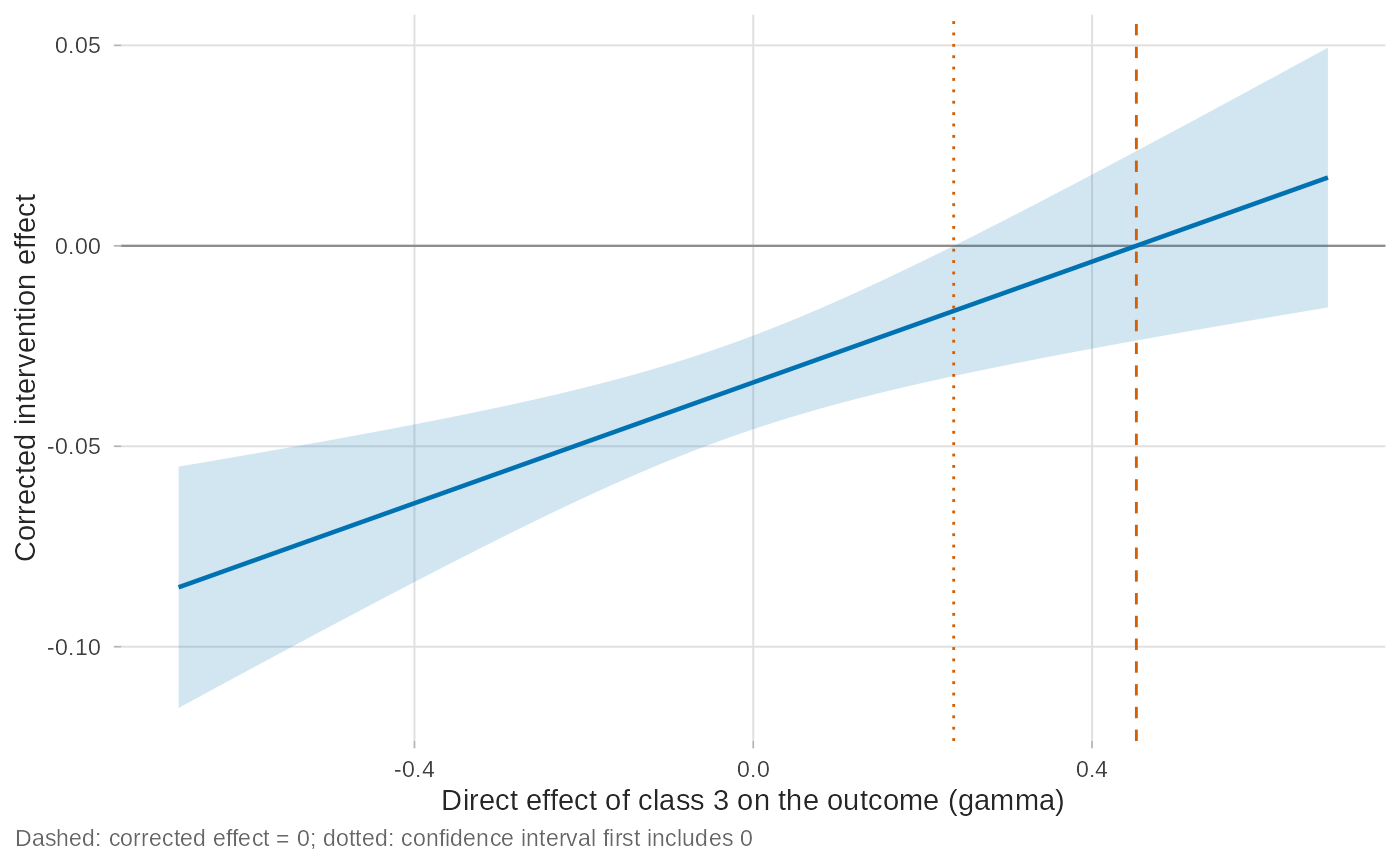 0.05
0.00
-0.05
-0.10
Corrected intervention effect
-0.4
0.0
0.4
Direct effect of class 3 on the outcome (gamma)
Dashed: corrected effect = 0; dotted: confidence interval first includes 0